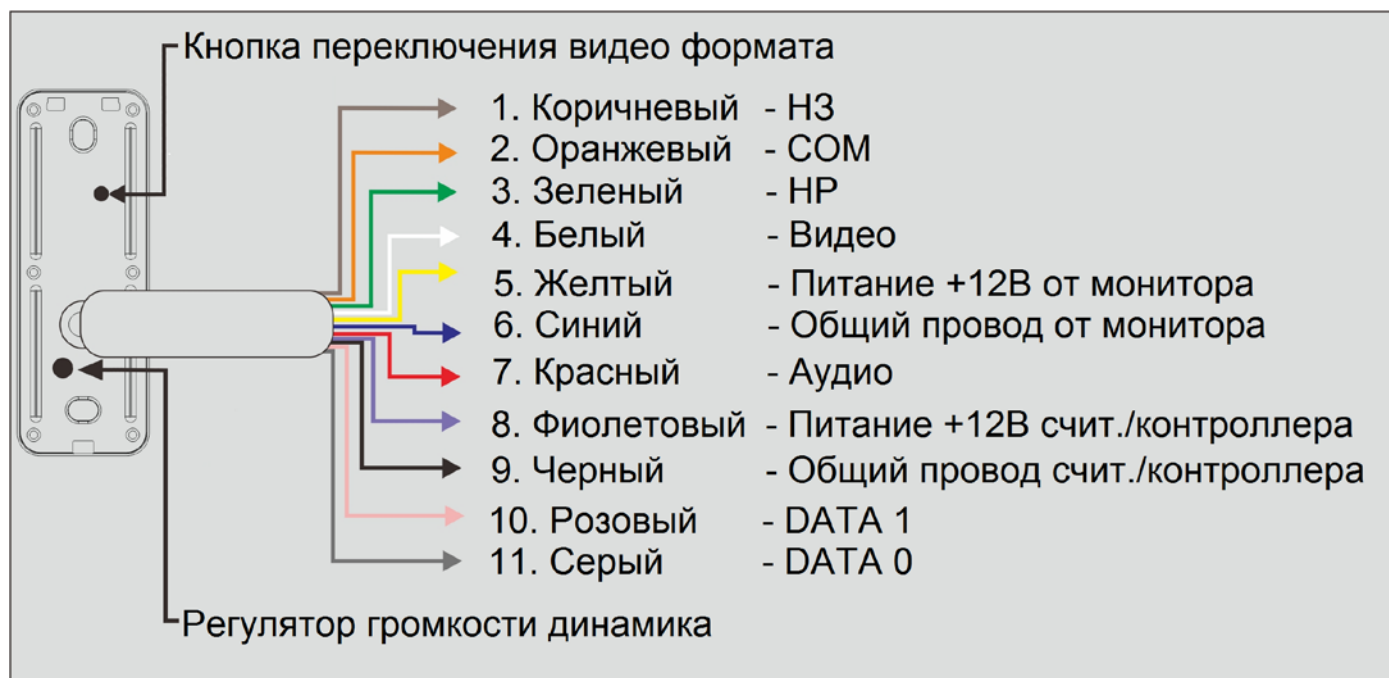 Кнопка переключения видео формата
1. Коричневый - НЗ
2. Оранжевый - COM
3. Зеленый - НР
4. Белый - Видео
5. Желтый - Питание +12В от монитора
6. Синий - Общий провод от монитора
7. Красный - Аудио
8. Фиолетовый - Питание +12В счит./контроллера
9. Черный - Общий провод счит./контроллера
10. Розовый - DATA 1
11. Серый - DATA 0
Регулятор громкости динамика